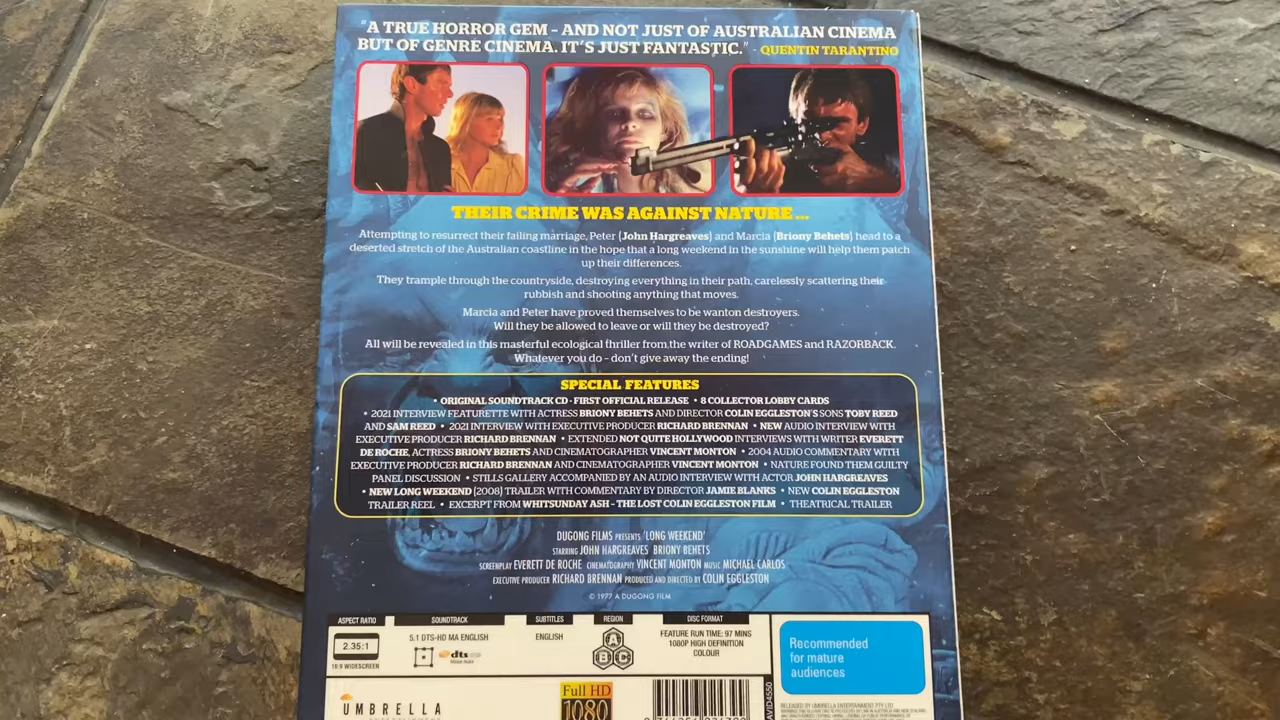 "A TRUE HORROR GEM – AND NOT JUST OF AUSTRALIAN CINEMA
BUT OF GENRE CINEMA. IT'S JUST FANTASTIC." - QUENTIN TARANTINO
THEIR CRIME WAS AGAINST NATURE...
Attempting to resurrect their failing marriage, Peter (John Hargreaves) and Marcia (Briony Behets) head to a
deserted stretch of the Australian coastline in the hope that a long weekend in the sunshine will help them patch
up their differences.
They trample through the countryside, destroying everything in their path, carelessly scattering their
rubbish and shooting anything that moves.
Marcia and Peter have proved themselves to be wanton destroyers.
Will they be allowed to leave or will they be destroyed?
All will be revealed in this masterful ecological thriller from the writer of ROADGAMES and RAZORBACK.
Whatever you do – don't give away the ending!
SPECIAL FEATURES
• ORIGINAL SOUNDTRACK CD - FIRST OFFICIAL RELEASE • 8 COLLECTOR LOBBY CARDS
• 2021 INTERVIEW FEATURETTE WITH ACTRESS BRIONY BEHETS AND DIRECTOR COLIN EGGLESTON'S SONS TOBY REED
AND SAM REED • 2021 INTERVIEW WITH EXECUTIVE PRODUCER RICHARD BRENNAN • NEW AUDIO INTERVIEW WITH
EXECUTIVE PRODUCER RICHARD BRENNAN • EXTENDED NOT QUITE HOLLYWOOD INTERVIEWS WITH WRITER EVERETT
DE ROCHE, ACTRESS BRIONY BEHETS AND CINEMATOGRAPHER VINCENT MONTON • 2004 AUDIO COMMENTARY WITH
EXECUTIVE PRODUCER RICHARD BRENNAN AND CINEMATOGRAPHER VINCENT MONTON • NATURE FOUND THEM GUILTY
PANEL DISCUSSION • STILLS GALLERY ACCOMPANIED BY AN AUDIO INTERVIEW WITH ACTOR JOHN HARGREAVES
• NEW LONG WEEKEND (2008) TRAILER WITH COMMENTARY BY DIRECTOR JAMIE BLANKS • NEW COLIN EGGLESTON
TRAILER REEL • EXCERPT FROM WHITSUNDAY ASH – THE LOST COLIN EGGLESTON FILM • THEATRICAL TRAILER
DUGONG FILMS PRESENTS 'LONG WEEKEND'
STARRING JOHN HARGREAVES BRIONY BEHETS
SCREENPLAY EVERETT DE ROCHE CINEMATOGRAPHY VINCENT MONTON MUSIC MICHAEL CARLOS
EXECUTIVE PRODUCER RICHARD BRENNAN PRODUCED AND DIRECTED BY COLIN EGGLESTON
© 1977 A DUGONG FILM
ASPECT RATIO SOUNDTRACK SUBTITLES REGION DISC FORMAT
2.35:1
16:9 WIDESCREEN
5.1 DTS-HD MA ENGLISH
dts
ENGLISH
A B C
FEATURE RUN TIME: 97 MINS
1080P HIGH DEFINITION
COLOUR
Recommended
for mature
audiences
UMBRELLA
Full HD
1080
AVID4550
RELEASED BY UMBRELLA ENTERTAINMENT PTY LTD